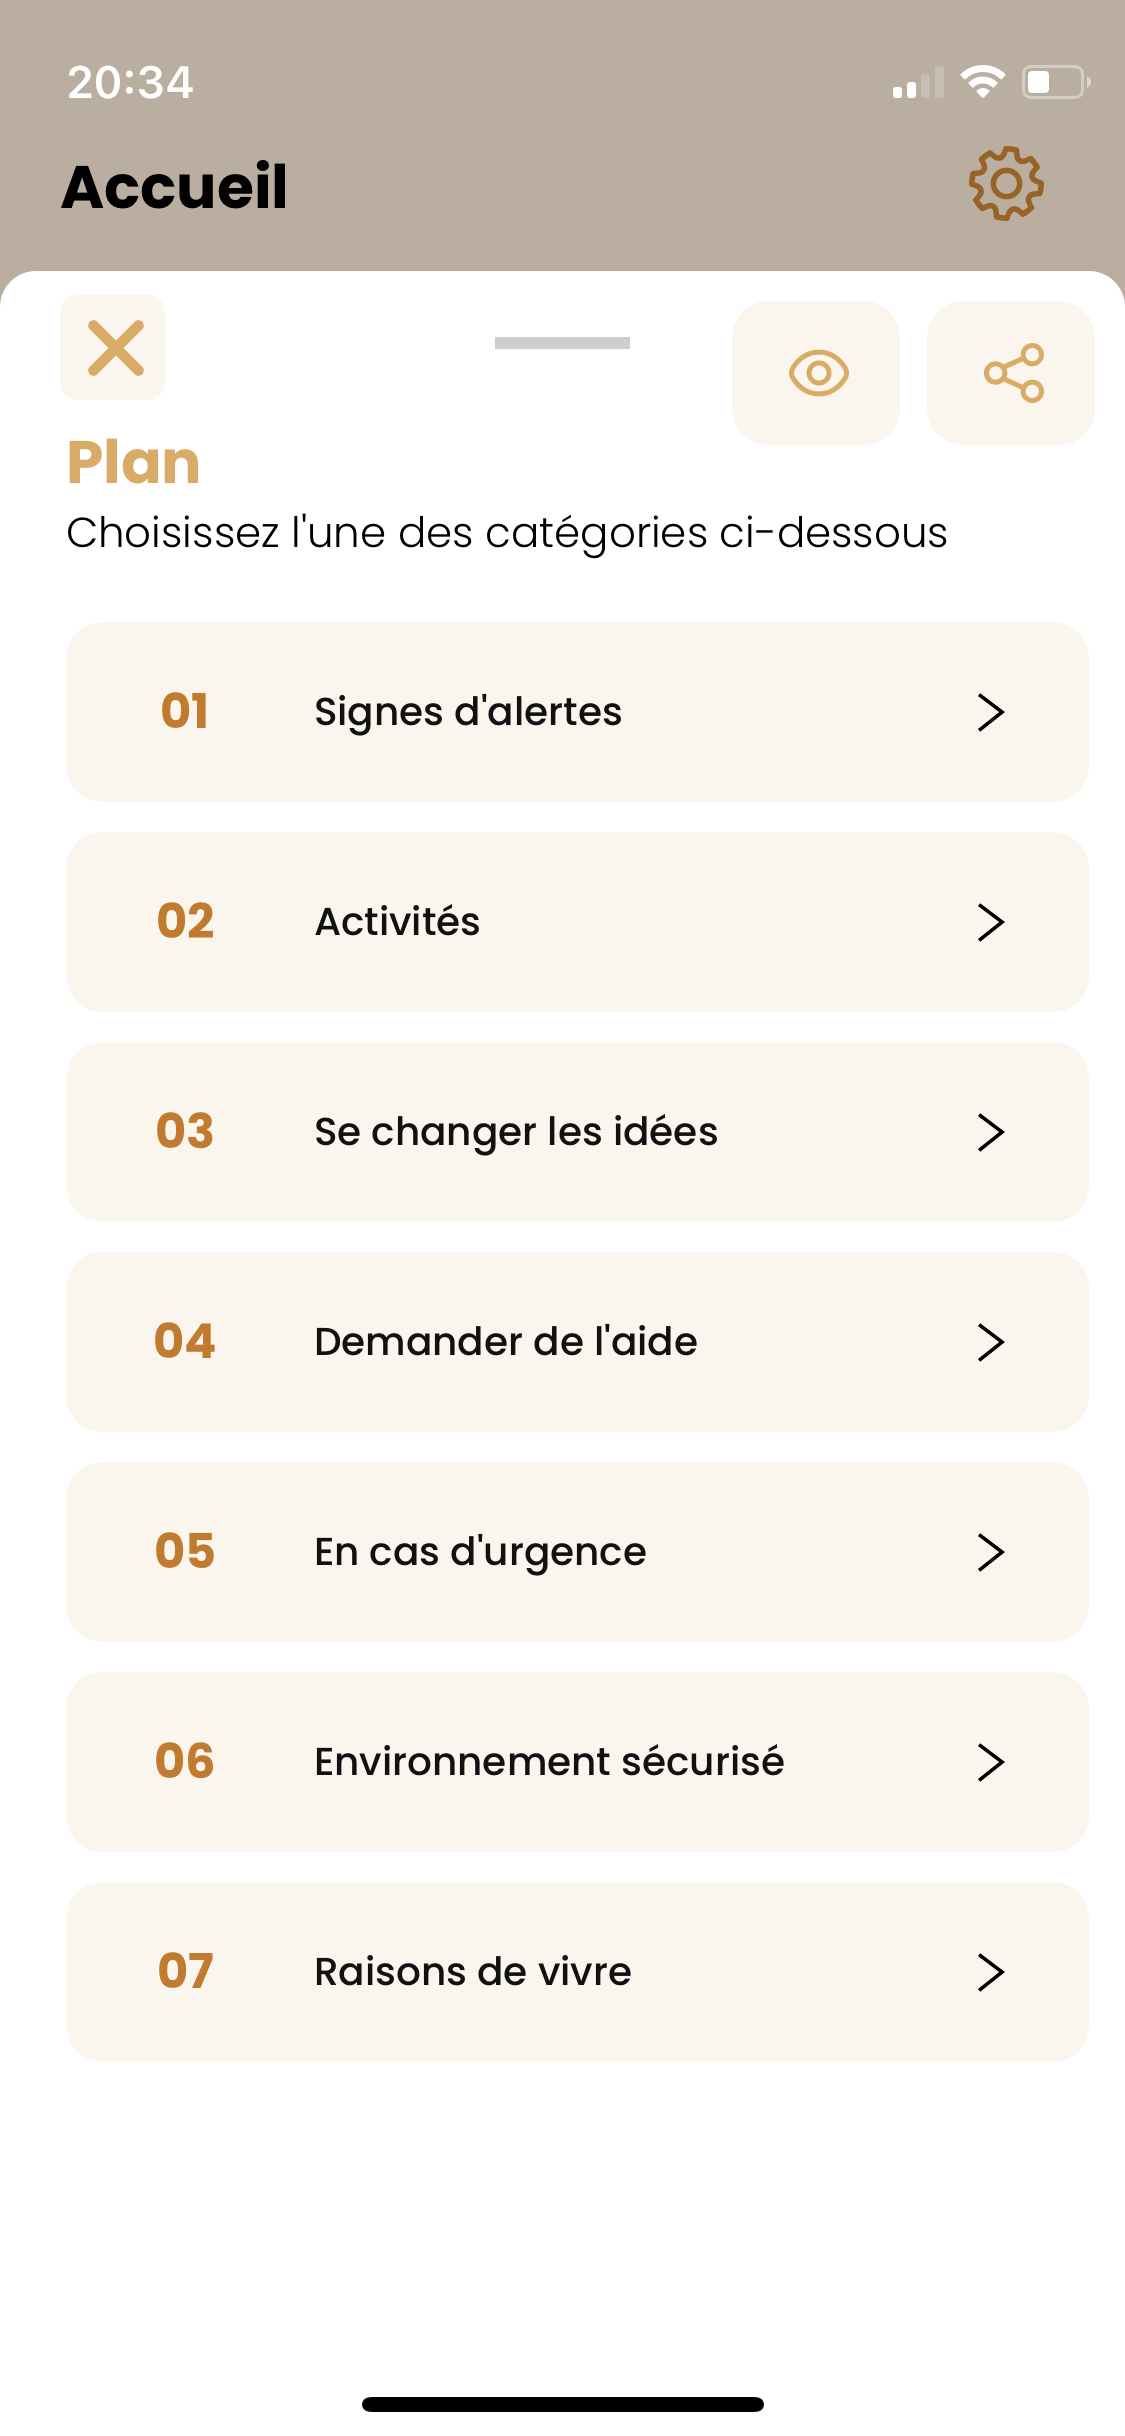 20:34
Accueil
Plan
Choisissez l'une des catégories ci-dessous
01 Signes d'alertes
02 Activités
03 Se changer les idées
04 Demander de l'aide
05 En cas d'urgence
06 Environnement sécurisé
07 Raisons de vivre